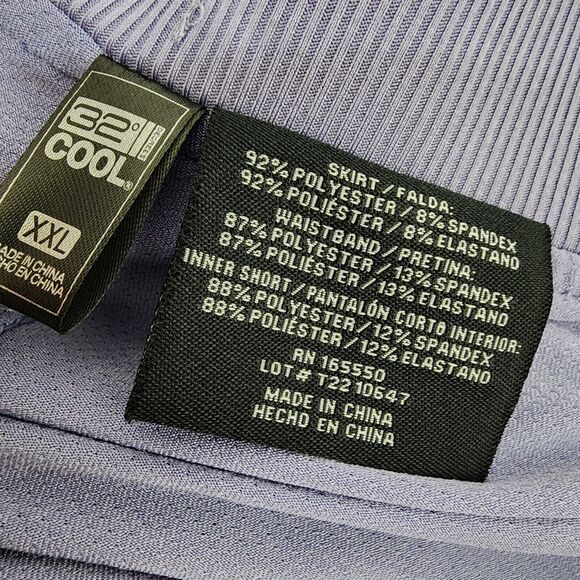 32°
DEGREES
COOL®
XXL
MADE IN CHINA
HECHO EN CHINA
SKIRT/FALDA:
92% POLYESTER/8% SPANDEX
92% POLIÉSTER/8% ELASTANO
WAISTBAND/PRETINA:
87% POLYESTER/13% SPANDEX
87% POLIÉSTER/13% ELASTANO
INNER SHORT/PANTALÓN CORTO INTERIOR:
88% POLYESTER/12% SPANDEX
88% POLIÉSTER/12% ELASTANO
RN 165550
LOT# T2210647
MADE IN CHINA
HECHO EN CHINA